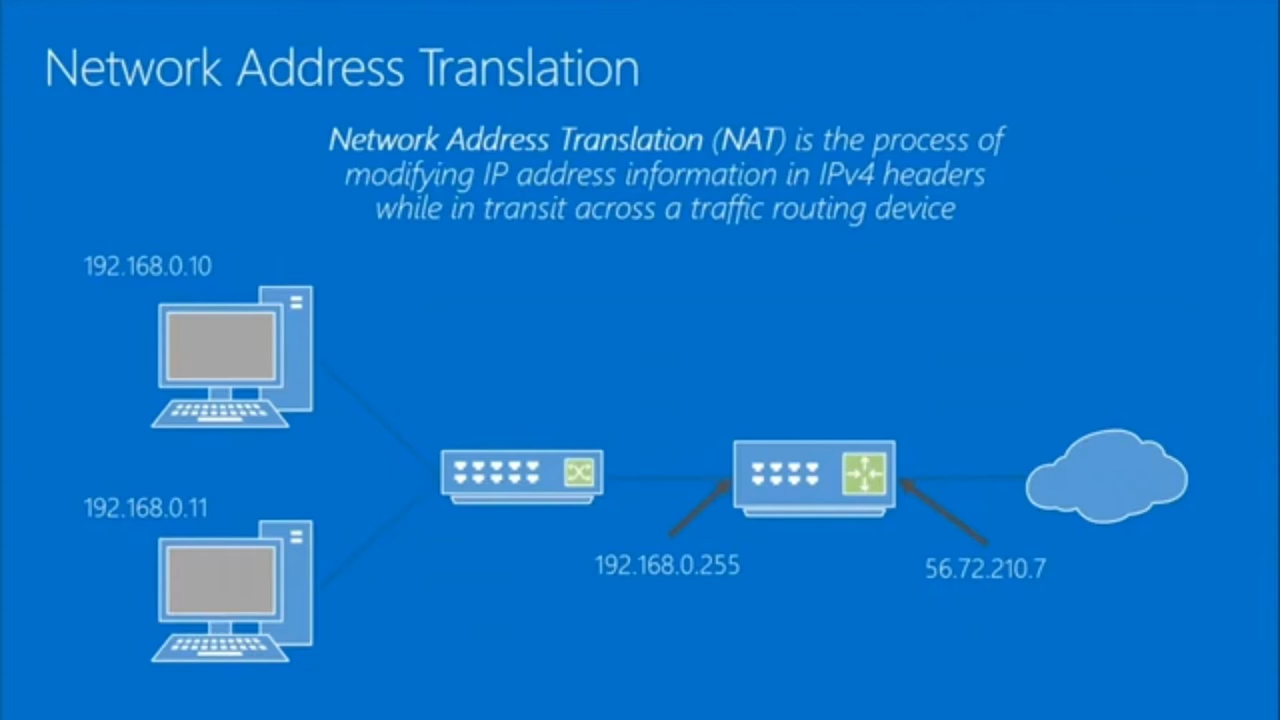 Network Address Translation
Network Address Translation (NAT) is the process of
modifying IP address information in IPv4 headers
while in transit across a traffic routing device
192.168.0.10
192.168.0.11
192.168.0.255
56.72.210.7